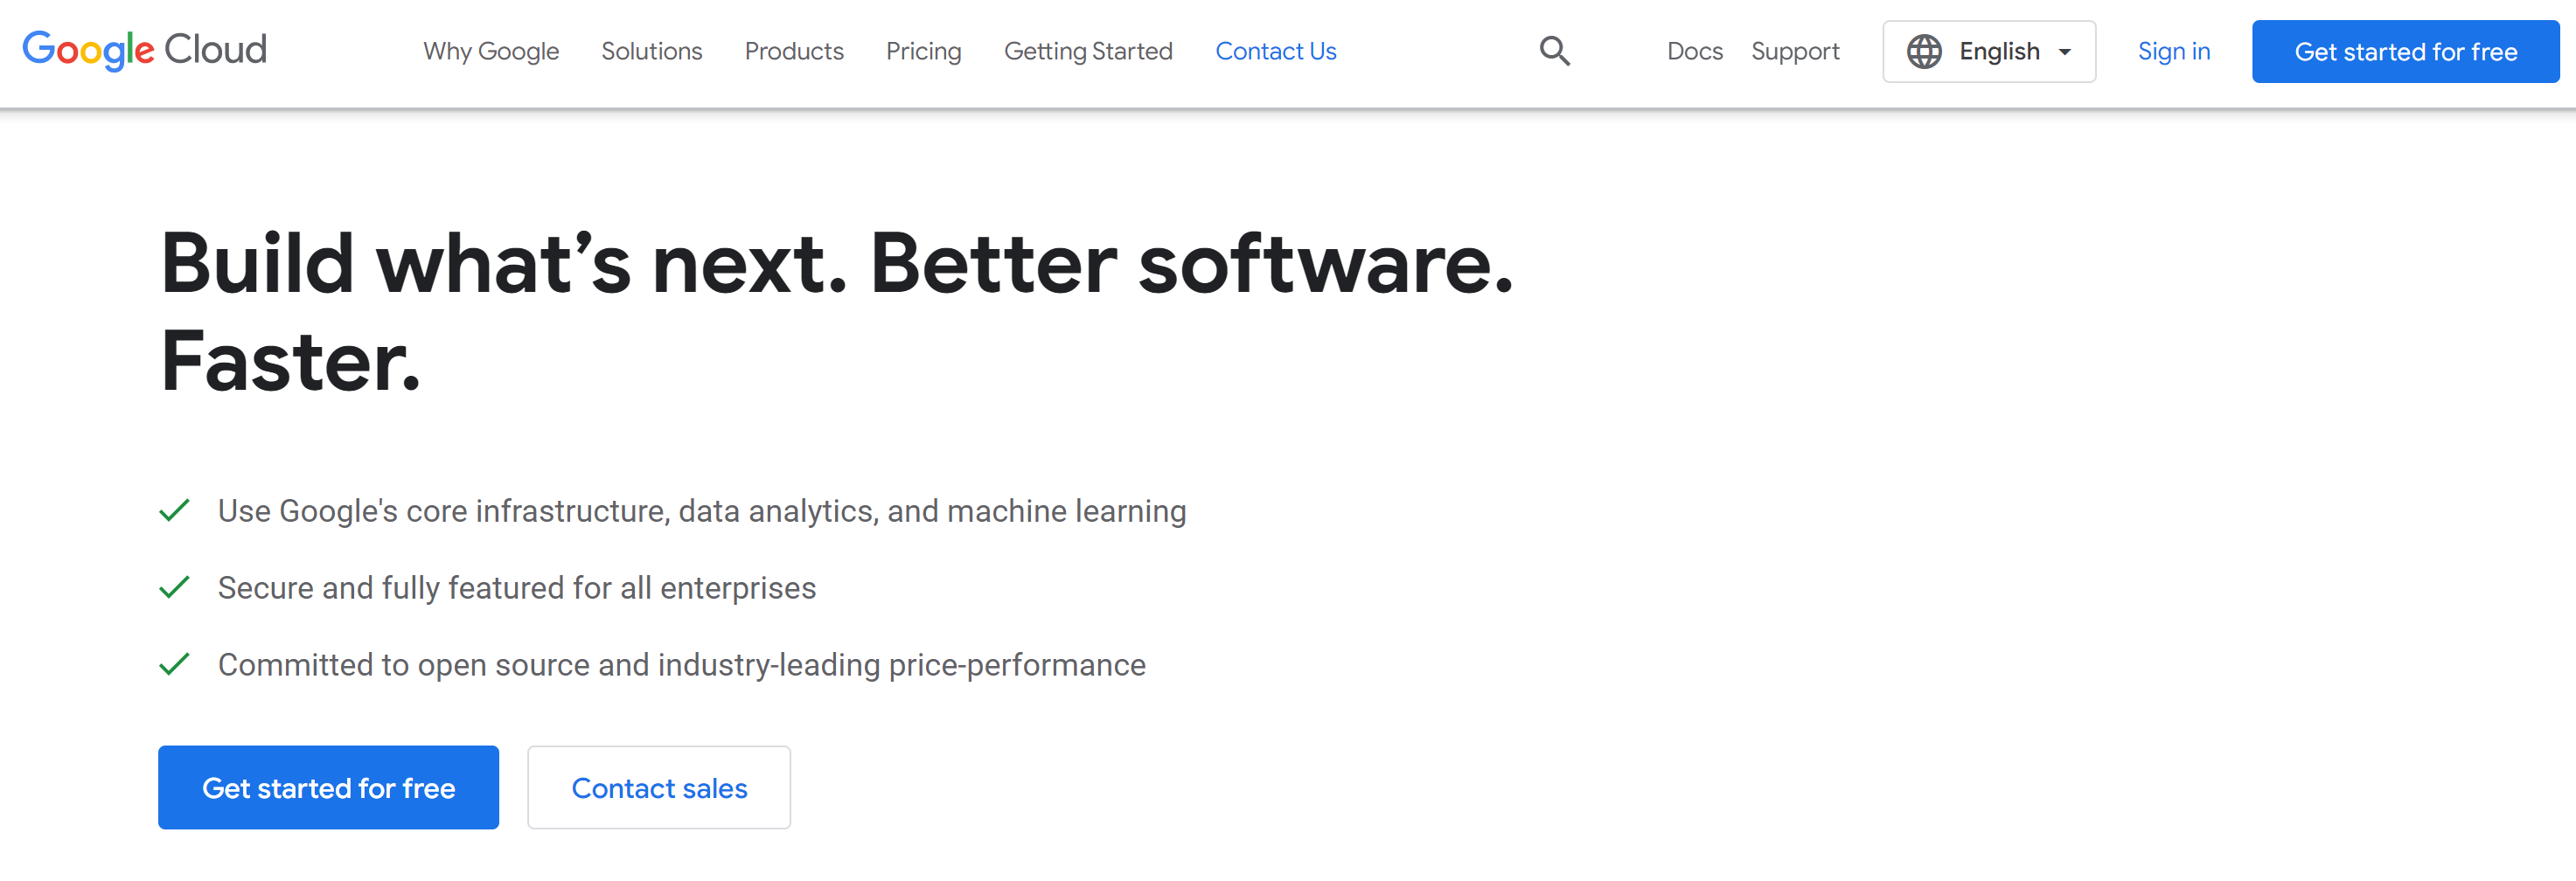 Google Cloud Why Google Solutions Products Pricing Getting Started Contact Us Docs Support English Sign in Get started for free
Build what’s next. Better software.
Faster.
Use Google's core infrastructure, data analytics, and machine learning
Secure and fully featured for all enterprises
Committed to open source and industry-leading price-performance
Get started for free Contact sales